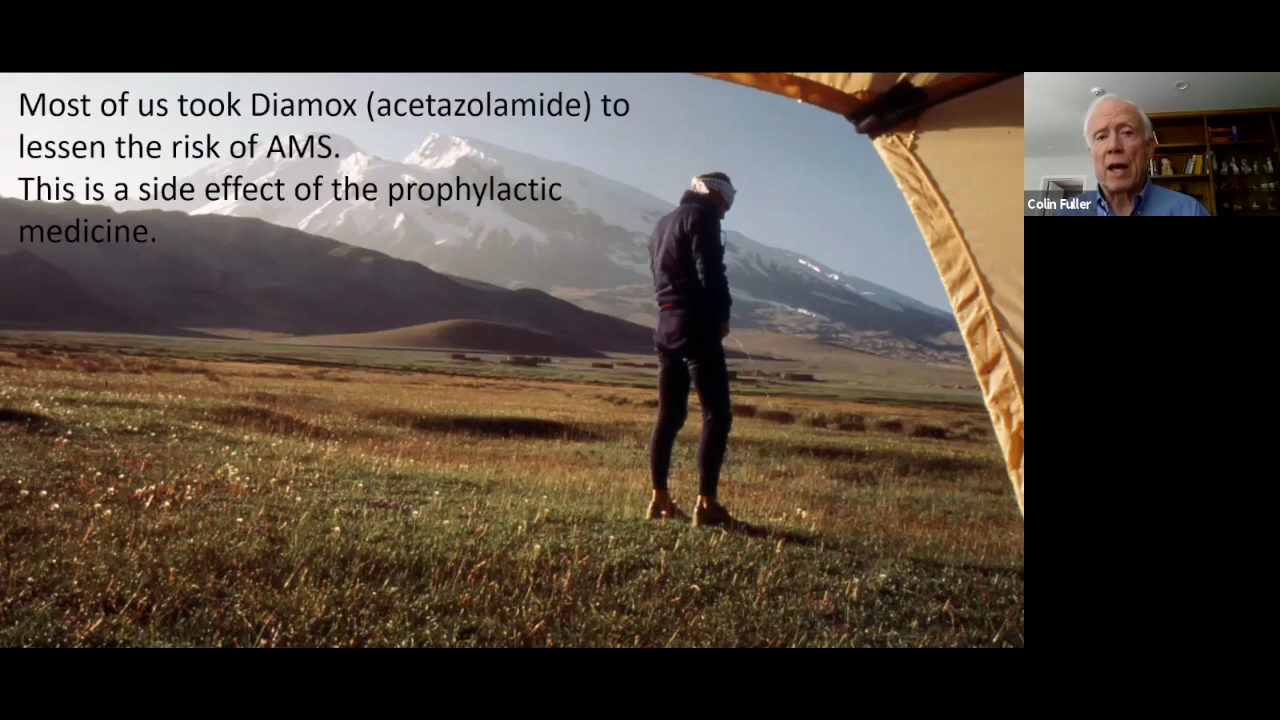 Most of us took Diamox (acetazolamide) to
lessen the risk of AMS.
This is a side effect of the prophylactic
medicine.
Colin Fuller